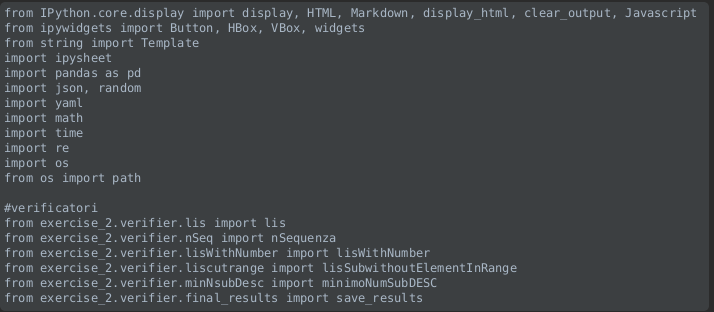 from IPython.core.display import display, HTML, Markdown, display_html, clear_output, Javascript
from ipywidgets import Button, HBox, VBox, widgets
from string import Template
import ipysheet
import pandas as pd
import json, random
import yaml
import math
import time
import re
import os
from os import path

#verificatori
from exercise_2.verifier.lis import lis
from exercise_2.verifier.nSeq import nSequenza
from exercise_2.verifier.lisWithNumber import lisWithNumber
from exercise_2.verifier.liscutrange import lisSubwithoutElementInRange
from exercise_2.verifier.minNsubDesc import minimoNumSubDESC
from exercise_2.verifier.final_results import save_results